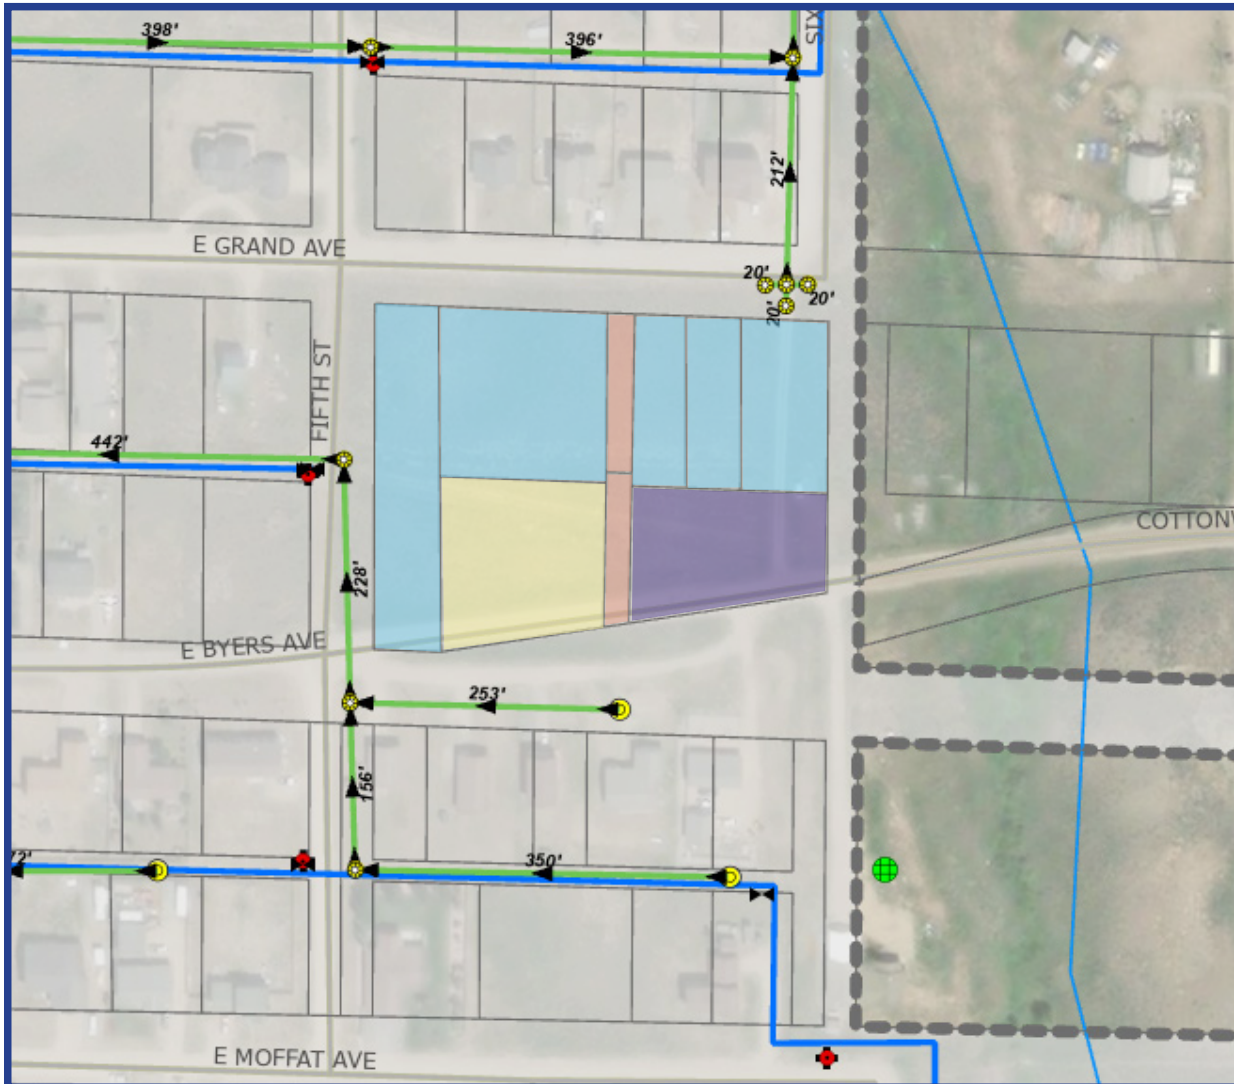 398'
396'
SIX
212'
E GRAND AVE
20'
20'
20'
FIFTH ST
442'
COTTONW
228'
E BYERS AVE
253'
156'
350'
72'
E MOFFAT AVE